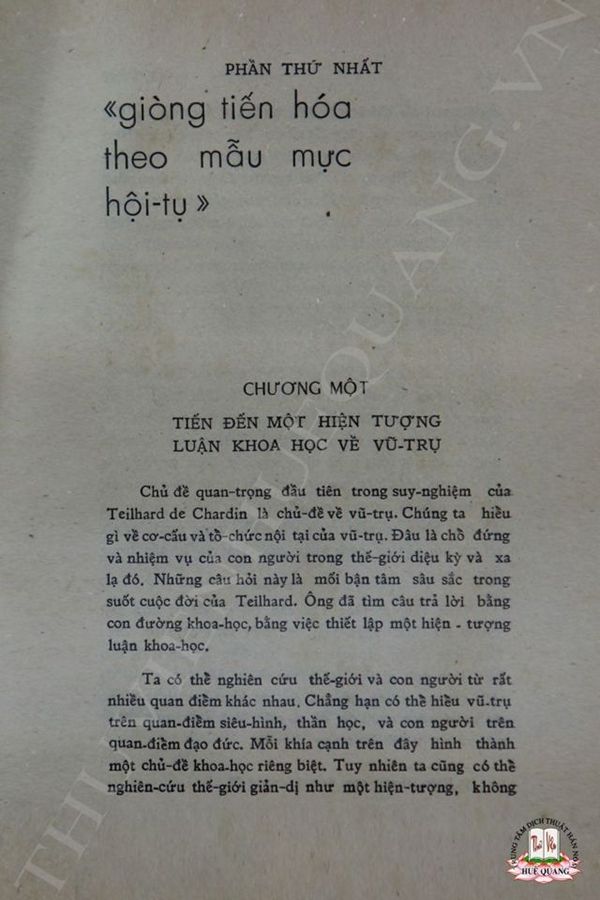 PHẦN THỨ NHẤT
«giòng tiến hóa
theo mẫu mực
hội-tụ»
CHƯƠNG MỘT
TIẾN ĐẾN MỘT HIỆN TƯỢNG
LUẬN KHOA HỌC VỀ VŨ-TRỤ
Chủ đề quan-trọng đầu tiên trong suy-nghiệm của
Teilhard de Chardin là chủ-đề về vũ-trụ. Chúng ta hiểu
gì về cơ-cấu và tổ-chức nội tại của vũ-trụ. Đâu là chỗ đứng
và nhiệm vụ của con người trong thế-giới diệu kỳ và xa
lạ đó. Những câu hỏi này là mối bận tâm sâu sắc trong
suốt cuộc đời của Teilhard. Ông đã tìm câu trả lời bằng
con đường khoa-học, bằng việc thiết lập một hiện - tượng
luận khoa-học.
Ta có thể nghiên cứu thế-giới và con người từ rất
nhiều quan điểm khác nhau. Chẳng hạn có thể hiểu vũ-trụ
trên quan-điểm siêu-hình, thần học, và con người trên
quan-điểm đạo đức. Mỗi khía cạnh trên đây hình thành
một chủ-đề khoa-học riêng biệt. Tuy nhiên ta cũng có thể
nghiên-cứu thế-giới giản-dị như một hiện-tượng, không
TRUNG TÂM DỊCH THUẬT HÁN NÔM
HUỆ QUANG